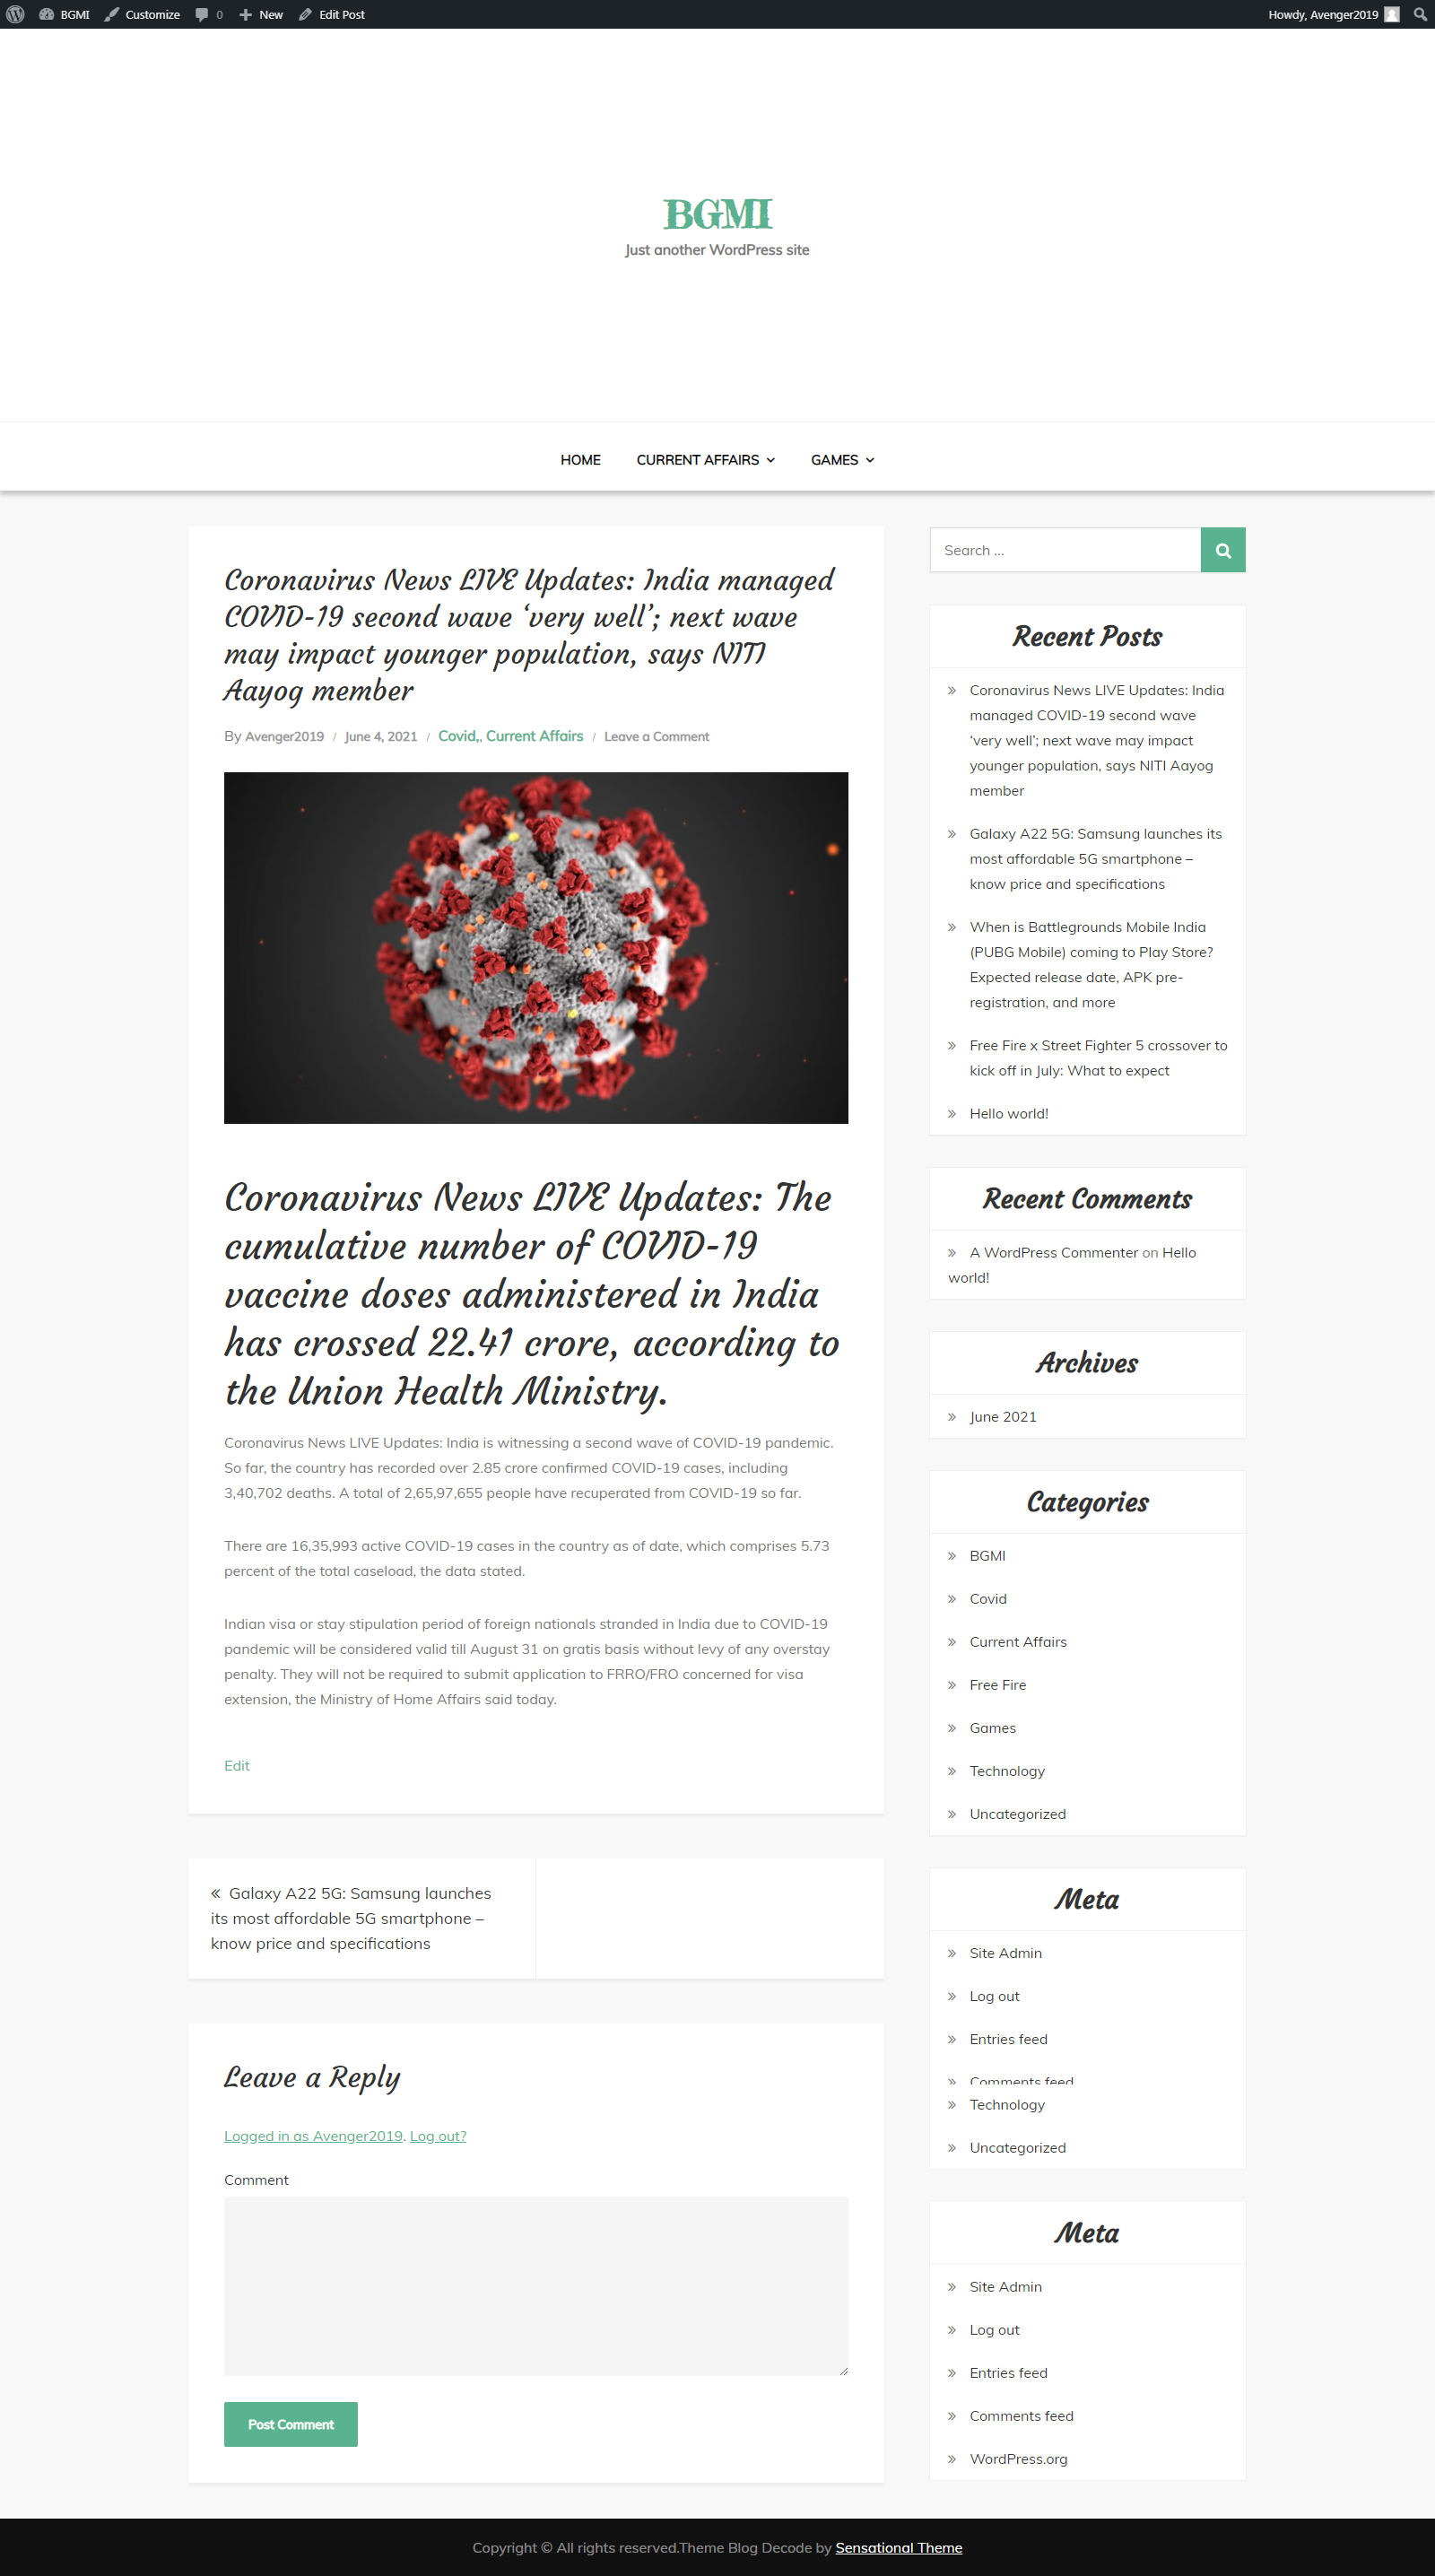 BGMI
Customize
0
New
Edit Post
Howdy, Avenger2019
BGMI
Just another WordPress site
HOME
CURRENT AFFAIRS
GAMES
Coronavirus News LIVE Updates: India managed
COVID-19 second wave ‘very well’; next wave
may impact younger population, says NITI
Aayog member
By Avenger2019 / June 4, 2021 / Covid,, Current Affairs / Leave a Comment
Coronavirus News LIVE Updates: The
cumulative number of COVID-19
vaccine doses administered in India
has crossed 22.41 crore, according to
the Union Health Ministry.
Coronavirus News LIVE Updates: India is witnessing a second wave of COVID-19 pandemic.
So far, the country has recorded over 2.85 crore confirmed COVID-19 cases, including
3,40,702 deaths. A total of 2,65,97,655 people have recuperated from COVID-19 so far.
There are 16,35,993 active COVID-19 cases in the country as of date, which comprises 5.73
percent of the total caseload, the data stated.
Indian visa or stay stipulation period of foreign nationals stranded in India due to COVID-19
pandemic will be considered valid till August 31 on gratis basis without levy of any overstay
penalty. They will not be required to submit application to FRRO/FRO concerned for visa
extension, the Ministry of Home Affairs said today.
Edit
« Galaxy A22 5G: Samsung launches
its most affordable 5G smartphone –
know price and specifications
Leave a Reply
Logged in as Avenger2019. Log out?
Comment
Post Comment
Search ...
Recent Posts
» Coronavirus News LIVE Updates: India
managed COVID-19 second wave
‘very well’; next wave may impact
younger population, says NITI Aayog
member
» Galaxy A22 5G: Samsung launches its
most affordable 5G smartphone –
know price and specifications
» When is Battlegrounds Mobile India
(PUBG Mobile) coming to Play Store?
Expected release date, APK pre-
registration, and more
» Free Fire x Street Fighter 5 crossover to
kick off in July: What to expect
» Hello world!
Recent Comments
» A WordPress Commenter on Hello
world!
Archives
» June 2021
Categories
» BGMI
» Covid
» Current Affairs
» Free Fire
» Games
» Technology
» Uncategorized
Meta
» Site Admin
» Log out
» Entries feed
» Comments feed
» Technology
» Uncategorized
Meta
» Site Admin
» Log out
» Entries feed
» Comments feed
» WordPress.org
Copyright © All rights reserved.Theme Blog Decode by Sensational Theme